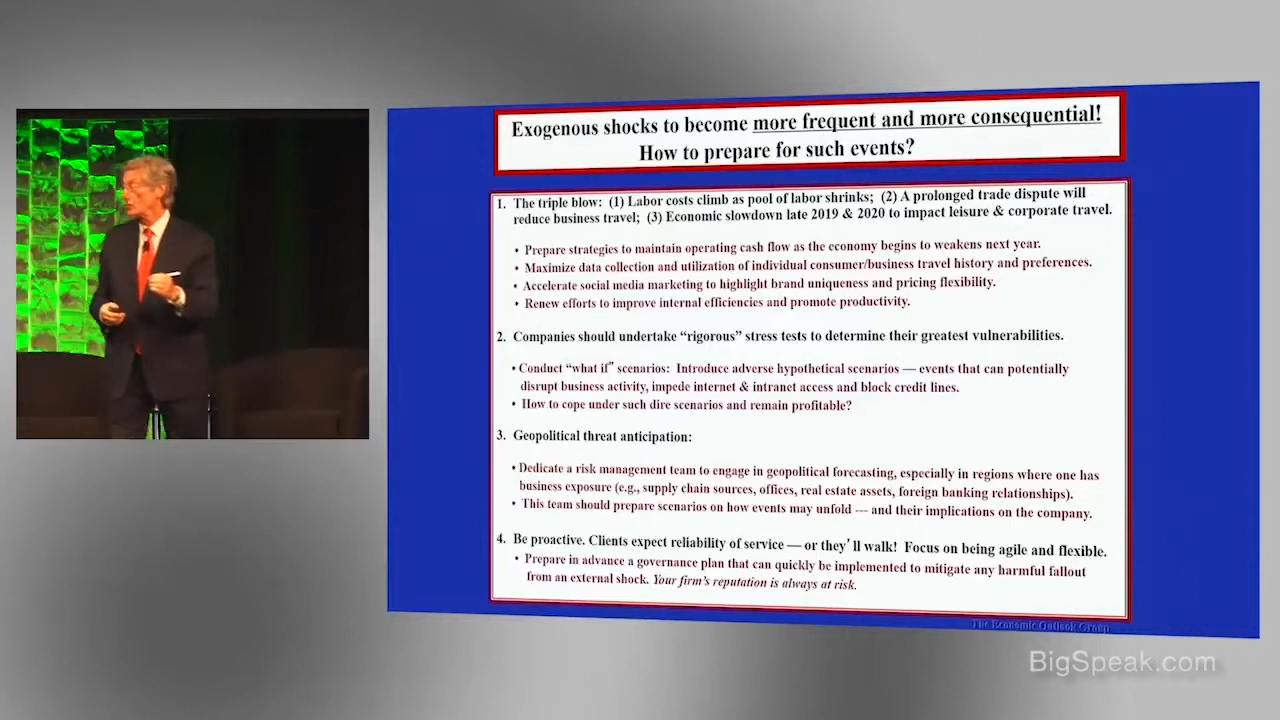 Exogenous shocks to become more frequent and more consequential!
How to prepare for such events?
1. The triple blow: (1) Labor costs climb as pool of labor shrinks; (2) A prolonged trade dispute will
reduce business travel; (3) Economic slowdown late 2019 & 2020 to impact leisure & corporate travel.
• Prepare strategies to maintain operating cash flow as the economy begins to weakens next year.
• Maximize data collection and utilization of individual consumer/business travel history and preferences.
• Accelerate social media marketing to highlight brand uniqueness and pricing flexibility.
• Renew efforts to improve internal efficiencies and promote productivity.
2. Companies should undertake “rigorous” stress tests to determine their greatest vulnerabilities.
• Conduct “what if” scenarios: Introduce adverse hypothetical scenarios — events that can potentially
disrupt business activity, impede internet & intranet access and block credit lines.
• How to cope under such dire scenarios and remain profitable?
3. Geopolitical threat anticipation:
• Dedicate a risk management team to engage in geopolitical forecasting, especially in regions where one has
business exposure (e.g., supply chain sources, offices, real estate assets, foreign banking relationships).
• This team should prepare scenarios on how events may unfold --- and their implications on the company.
4. Be proactive. Clients expect reliability of service — or they’ll walk! Focus on being agile and flexible.
• Prepare in advance a governance plan that can quickly be implemented to mitigate any harmful fallout
from an external shock. Your firm’s reputation is always at risk.
The Economic Outlook Group
BigSpeak.com